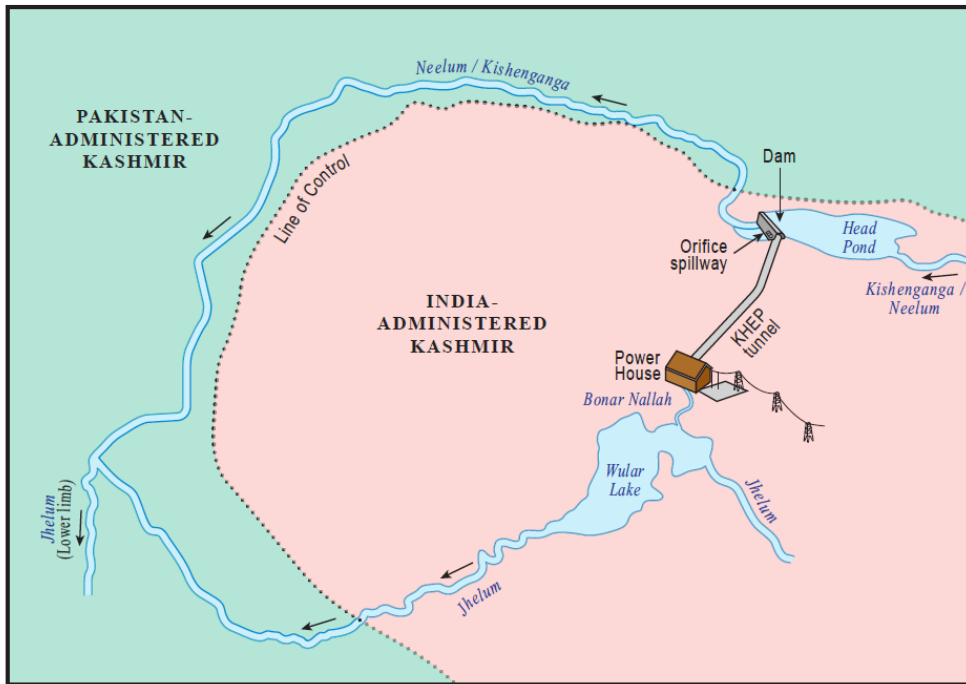 Neelum / Kishenganga
PAKISTAN-
ADMINISTERED
KASHMIR
Line of Control
Dam
Orifice
spillway
Head
Pond
Kishenganga /
Neelum
INDIA-
ADMINISTERED
KASHMIR
KHEP
tunnel
Power
House
Bonar Nallah
Wular
Lake
Jhelum
Jhelum
(Lower limb)
Jhelum